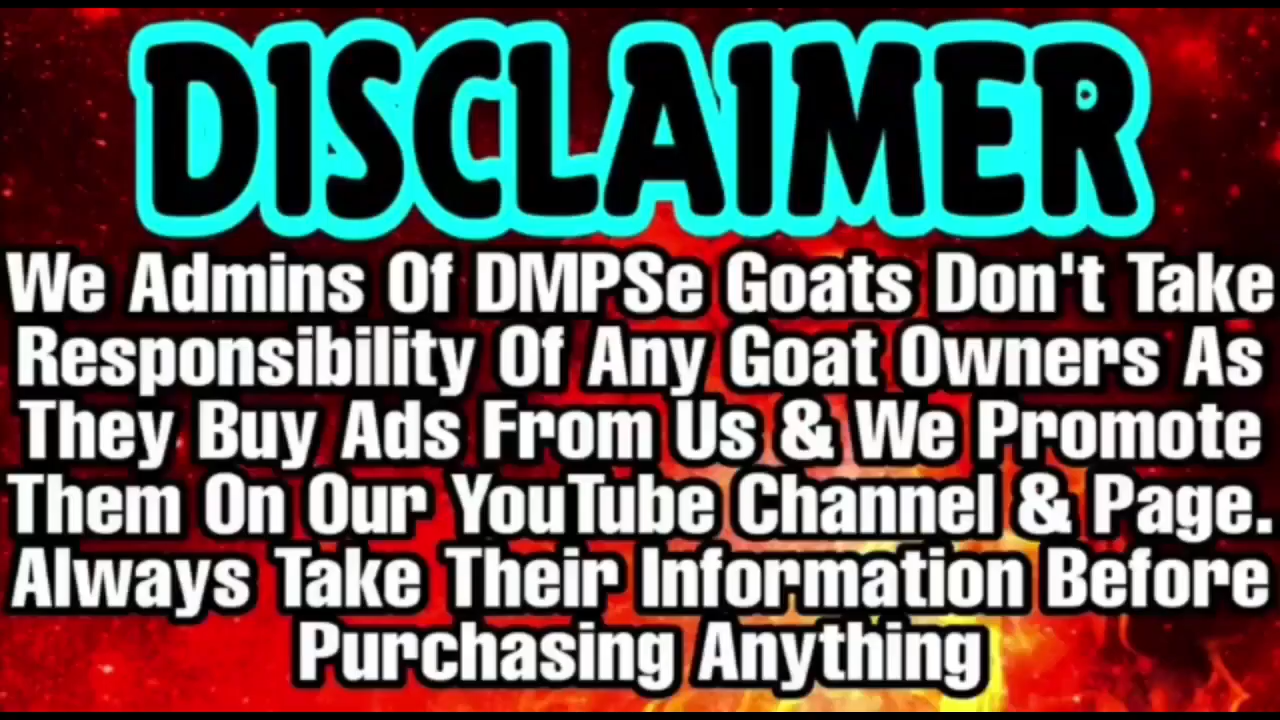 DISCLAIMER
We Admins Of DMPSe Goats Don't Take
Responsibility Of Any Goat Owners As
They Buy Ads From Us & We Promote
Them On Our YouTube Channel & Page.
Always Take Their Information Before
Purchasing Anything